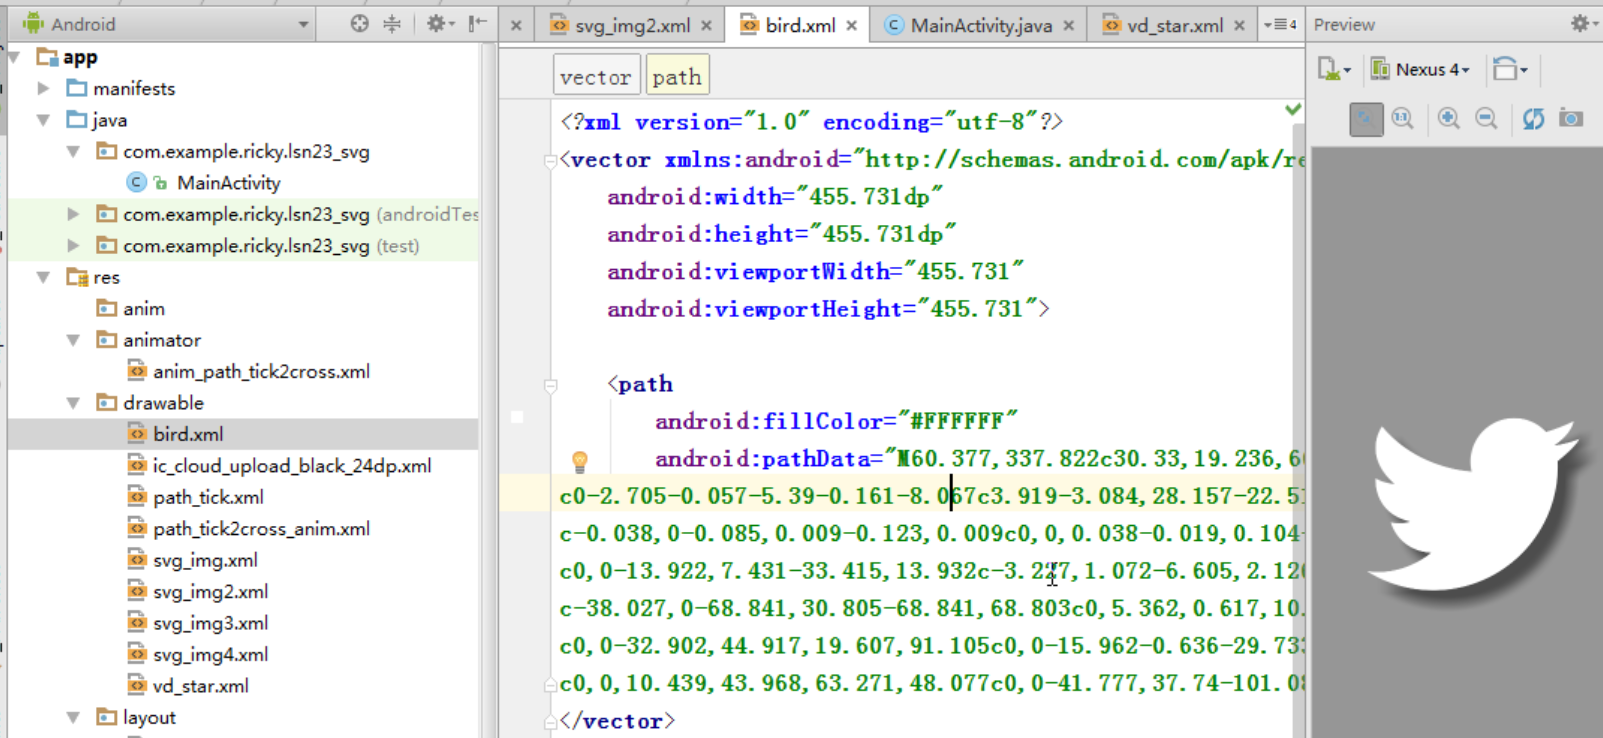 Android
app
manifests
java
com.example.ricky.lsn23_svg
MainActivity
com.example.ricky.lsn23_svg (androidTes
com.example.ricky.lsn23_svg (test)
res
anim
animator
anim_path_tick2cross.xml
drawable
bird.xml
ic_cloud_upload_black_24dp.xml
path_tick.xml
path_tick2cross_anim.xml
svg_img.xml
svg_img2.xml
svg_img3.xml
svg_img4.xml
vd_star.xml
layout
svg_img2.xml bird.xml MainActivity.java vd_star.xml 4
vector path
<?xml version="1.0" encoding="utf-8"?>
<vector xmlns:android="http://schemas.android.com/apk/re
android:width="455.731dp"
android:height="455.731dp"
android:viewportWidth="455.731"
android:viewportHeight="455.731">
<path
android:fillColor="#FFFFFF"
android:pathData="M60.377,337.822c30.33,19.236,6
c0-2.705-0.057-5.39-0.161-8.067c3.919-3.084,28.157-22.5
c-0.038,0-0.085,0.009-0.123,0.009c0,0,0.038-0.019,0.104-
c0,0-13.922,7.431-33.415,13.932c-3.227,1.072-6.605,2.12
c-38.027,0-68.841,30.805-68.841,68.803c0,5.362,0.617,10.
c0,0-32.902,44.917,19.607,91.105c0,0-15.962-0.636-29.73
c0,0,10.439,43.968,63.271,48.077c0,0-41.777,37.74-101.0
</vector>
Preview
Nexus 4
1:1